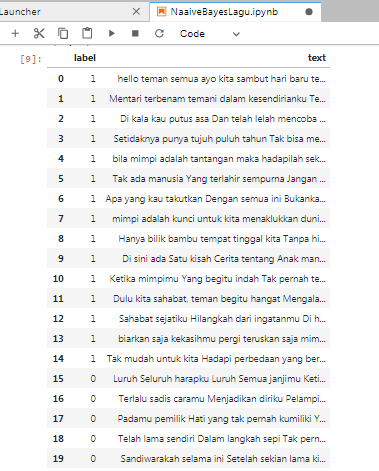 Launcher
NaaiveBayesLagu.ipynb
Code
[9]:
label text
0 1 hello teman semua ayo kita sambut hari baru te...
1 1 Mentari terbenam temani dalam kesendirianku Te...
2 1 Di kala kau putus asa Dan telah lelah mencoba ...
3 1 Setidaknya punya tujuh puluh tahun Tak bisa me...
4 1 bila mimpi adalah tantangan maka hadapilah sek...
5 1 Tak ada manusia Yang terlahir sempurna Jangan ...
6 1 Apa yang kau takutkan Dengan semua ini Bukanka...
7 1 mimpi adalah kunci untuk kita menaklukkan duni...
8 1 Hanya bilik bambu tempat tinggal kita Tanpa hi...
9 1 Di sini ada Satu kisah Cerita tentang Anak man...
10 1 Ketika mimpimu Yang begitu indah Tak pernah te...
11 1 Dulu kita sahabat, teman begitu hangat Mengala...
12 1 Sahabat sejatiku Hilangkah dari ingatanmu Di h...
13 1 biarkan saja kekasihmu pergi teruskan saja mim...
14 1 Tak mudah untuk kita Hadapi perbedaan yang ber...
15 0 Luruh Seluruh harapku Luruh Semua janjimu Keti...
16 0 Terlalu sadis caramu Menjadikan diriku Pelampi...
17 0 Padamu pemilik Hati yang tak pernah kumiliki Y...
18 0 Telah lama sendiri Dalam langkah sepi Tak pern...
19 0 Sandiwarakah selama ini Setelah sekian lama ki...